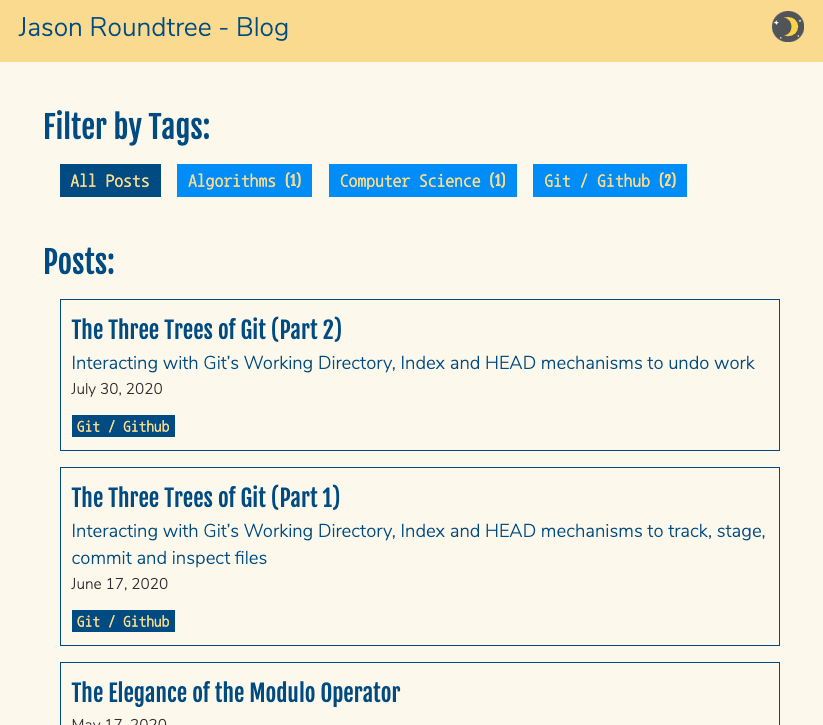 Jason Roundtree - Blog
Filter by Tags:
All Posts
Algorithms (1)
Computer Science (1)
Git / Github (2)
Posts:
The Three Trees of Git (Part 2)
Interacting with Git's Working Directory, Index and HEAD mechanisms to undo work
July 30, 2020
Git / Github
The Three Trees of Git (Part 1)
Interacting with Git's Working Directory, Index and HEAD mechanisms to track, stage,
commit and inspect files
June 17, 2020
Git / Github
The Elegance of the Modulo Operator
May 17, 2020